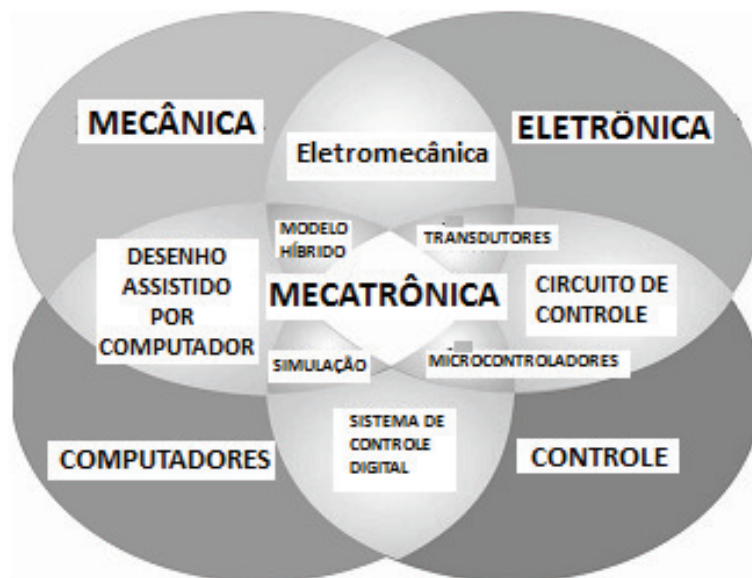 MECÂNICA
ELETRÖNICA
Eletromecânica
MODELO
HÍBRIDO
TRANSDUTORES
DESENHO
ASSISTIDO
POR
COMPUTADOR
MECATRÔNICA
CIRCUITO DE
CONTROLE
SIMULAÇÃO
MICROCONTROLADORES
COMPUTADORES
SISTEMA DE
CONTROLE
DIGITAL
CONTROLE